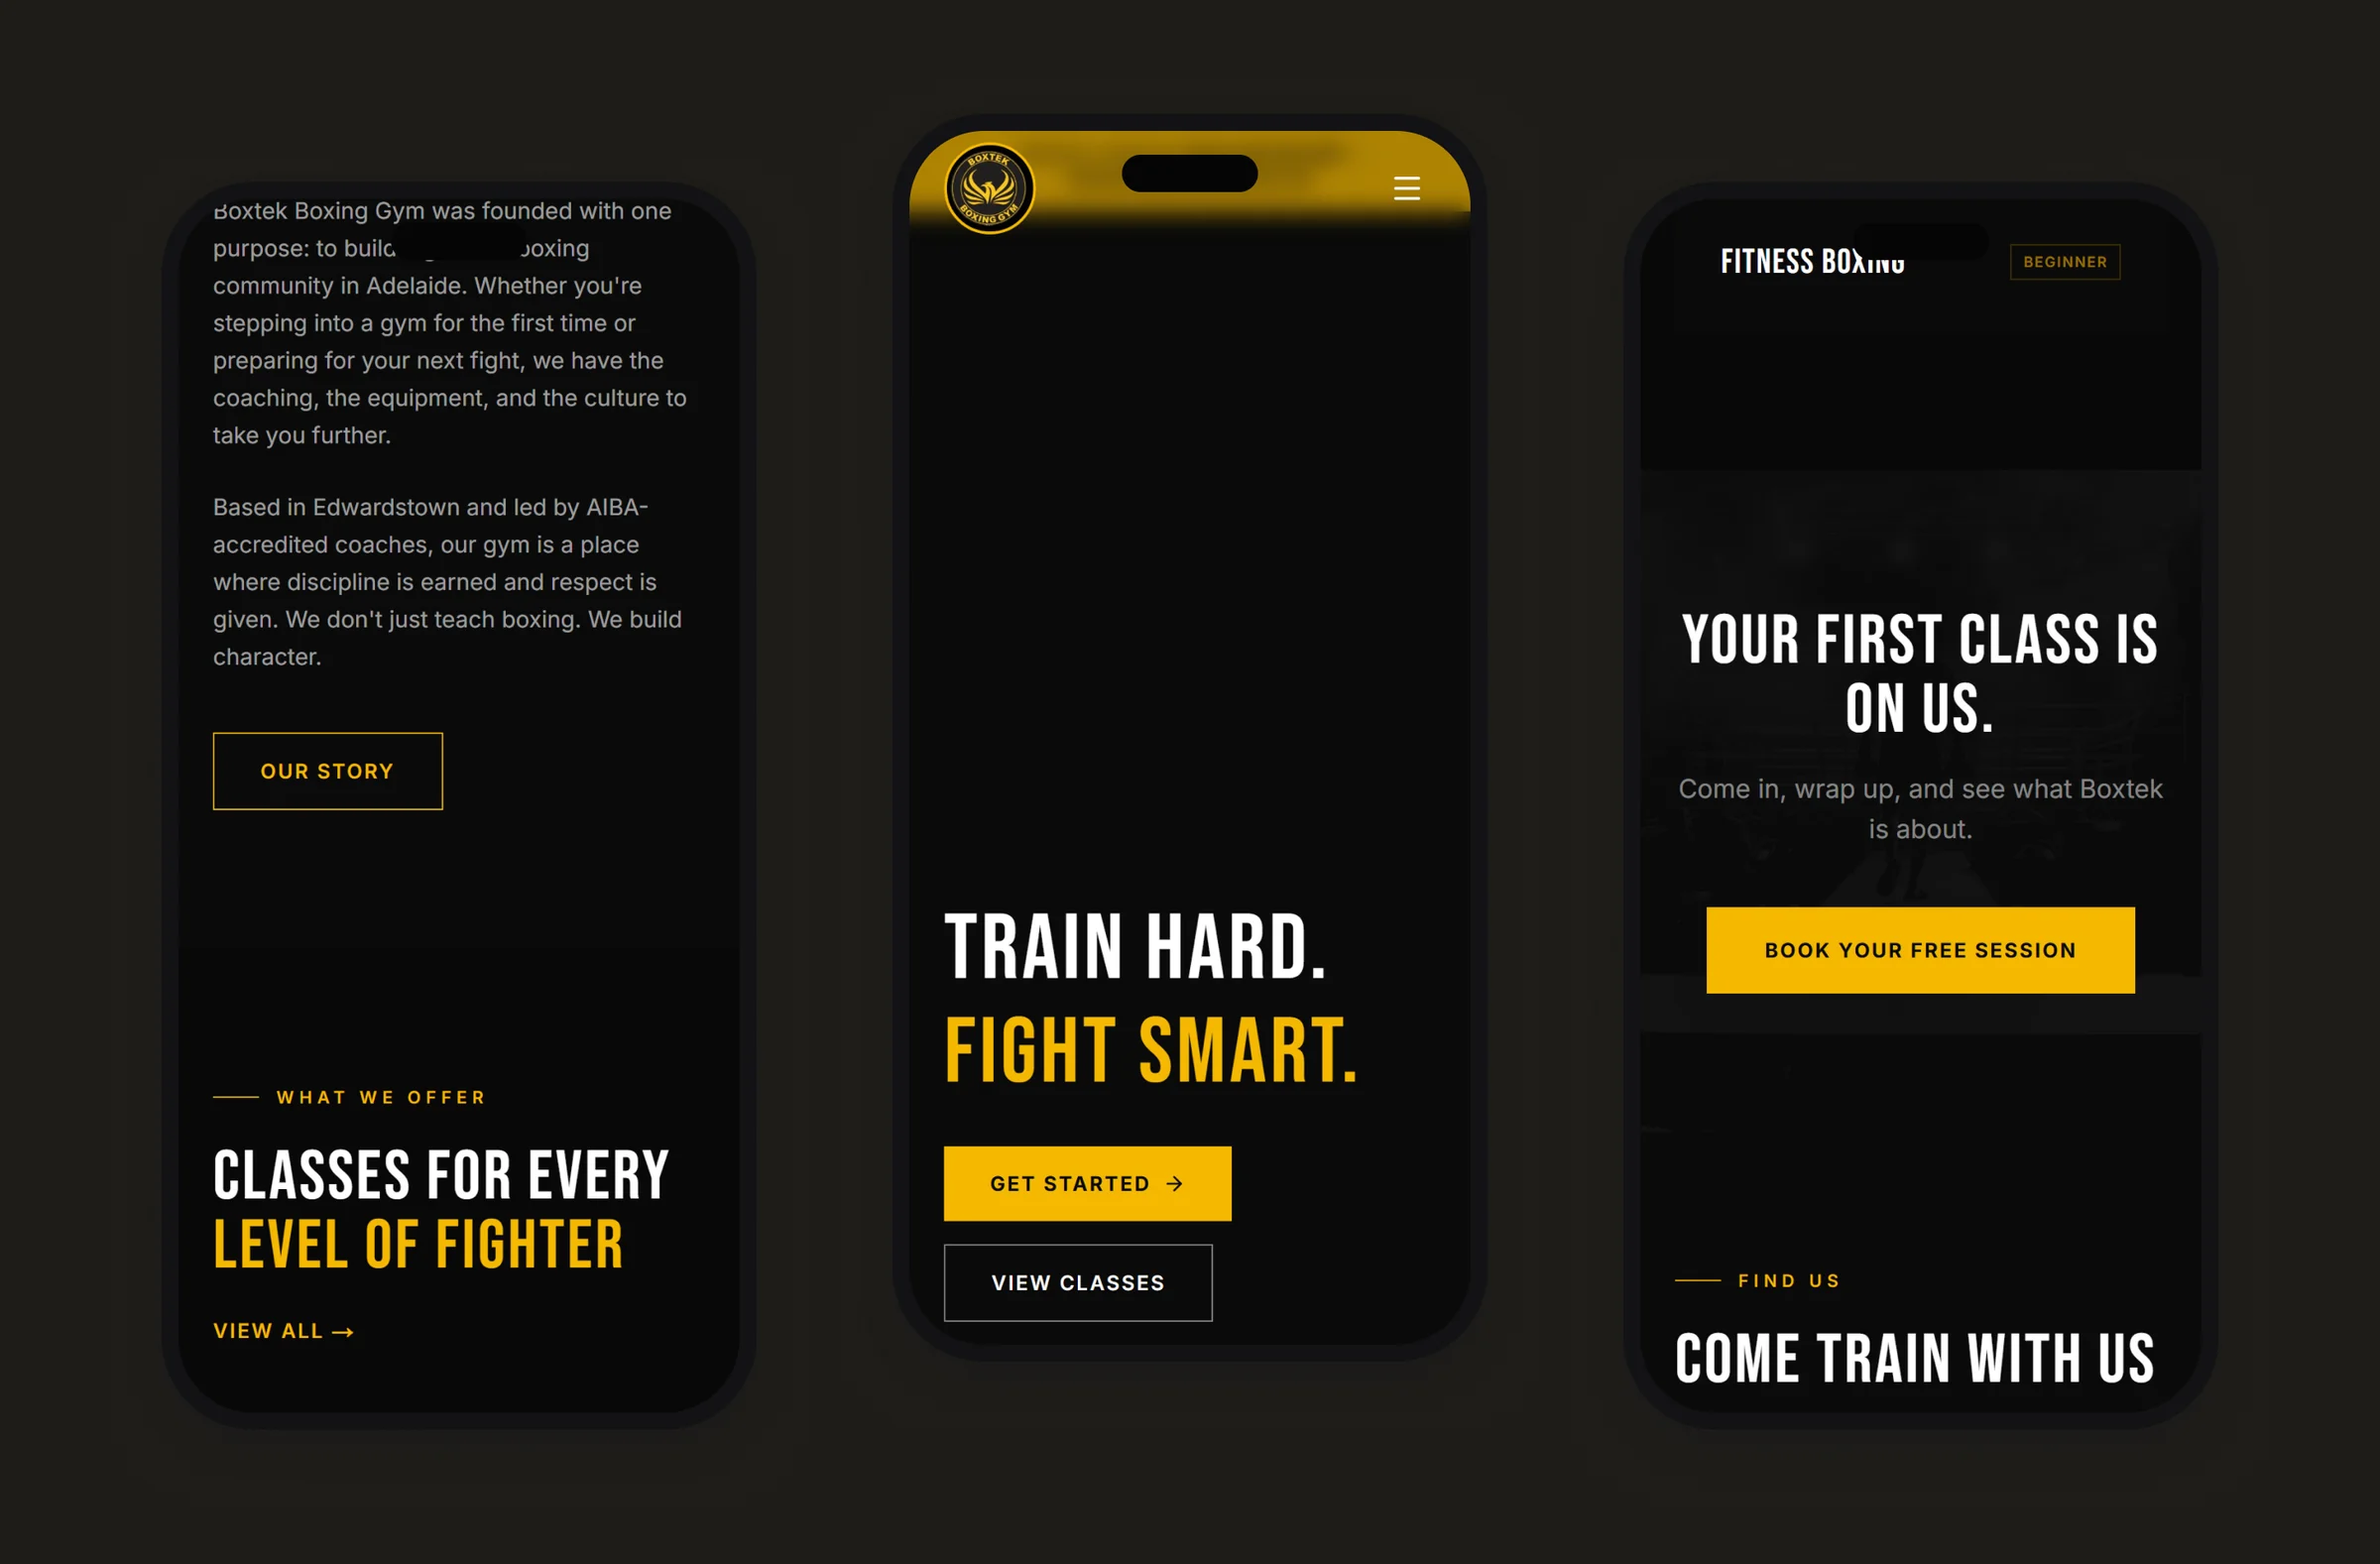 Boxtek Boxing Gym was founded with one
purpose: to build boxing
community in Adelaide. Whether you're
stepping into a gym for the first time or
preparing for your next fight, we have the
coaching, the equipment, and the culture to
take you further.
Based in Edwardstown and led by AIBA-
accredited coaches, our gym is a place
where discipline is earned and respect is
given. We don't just teach boxing. We build
character.
OUR STORY
WHAT WE OFFER
CLASSES FOR EVERY
LEVEL OF FIGHTER
VIEW ALL →
BOXTEK
BOXING GYM
TRAIN HARD.
FIGHT SMART.
GET STARTED →
VIEW CLASSES
FITNESS BOXING
BEGINNER
YOUR FIRST CLASS IS
ON US.
Come in, wrap up, and see what Boxtek
is about.
BOOK YOUR FREE SESSION
FIND US
COME TRAIN WITH US